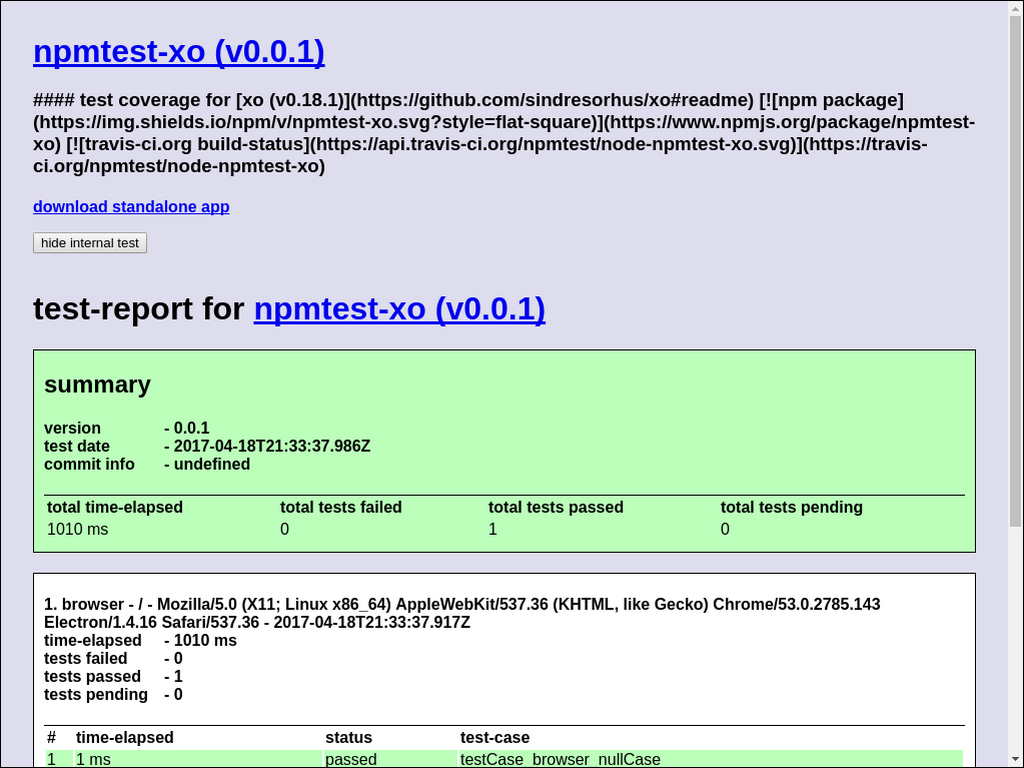 npmtest-xo (v0.0.1)
#### test coverage for [xo (v0.18.1)](https://github.com/sindresorhus/xo#readme) [![npm package]
(https://img.shields.io/npm/v/npmtest-xo.svg?style=flat-square)](https://www.npmjs.org/package/npmtest-
xo) [![travis-ci.org build-status](https://api.travis-ci.org/npmtest/node-npmtest-xo.svg)](https://travis-
ci.org/npmtest/node-npmtest-xo)
download standalone app
hide internal test
test-report for npmtest-xo (v0.0.1)
summary
version - 0.0.1
test date - 2017-04-18T21:33:37.986Z
commit info - undefined
total time-elapsed total tests failed total tests passed total tests pending
1010 ms 0 1 0
1. browser - / - Mozilla/5.0 (X11; Linux x86_64) AppleWebKit/537.36 (KHTML, like Gecko) Chrome/53.0.2785.143
Electron/1.4.16 Safari/537.36 - 2017-04-18T21:33:37.917Z
time-elapsed - 1010 ms
tests failed - 0
tests passed - 1
tests pending - 0
# time-elapsed status test-case
1 1 ms passed testCase_browser_nullCase